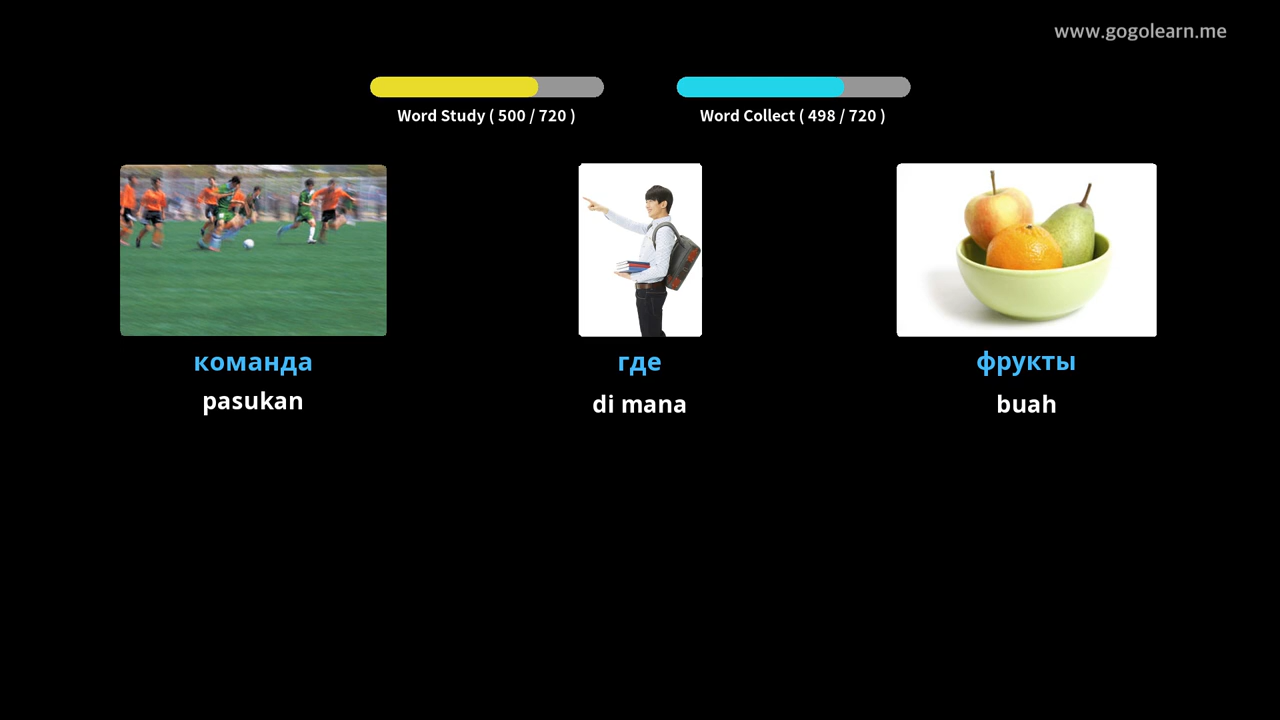 www.gogolearn.me
Word Study ( 500 / 720 )
Word Collect ( 498 / 720 )
команда
где
фрукты
pasukan
di mana
buah